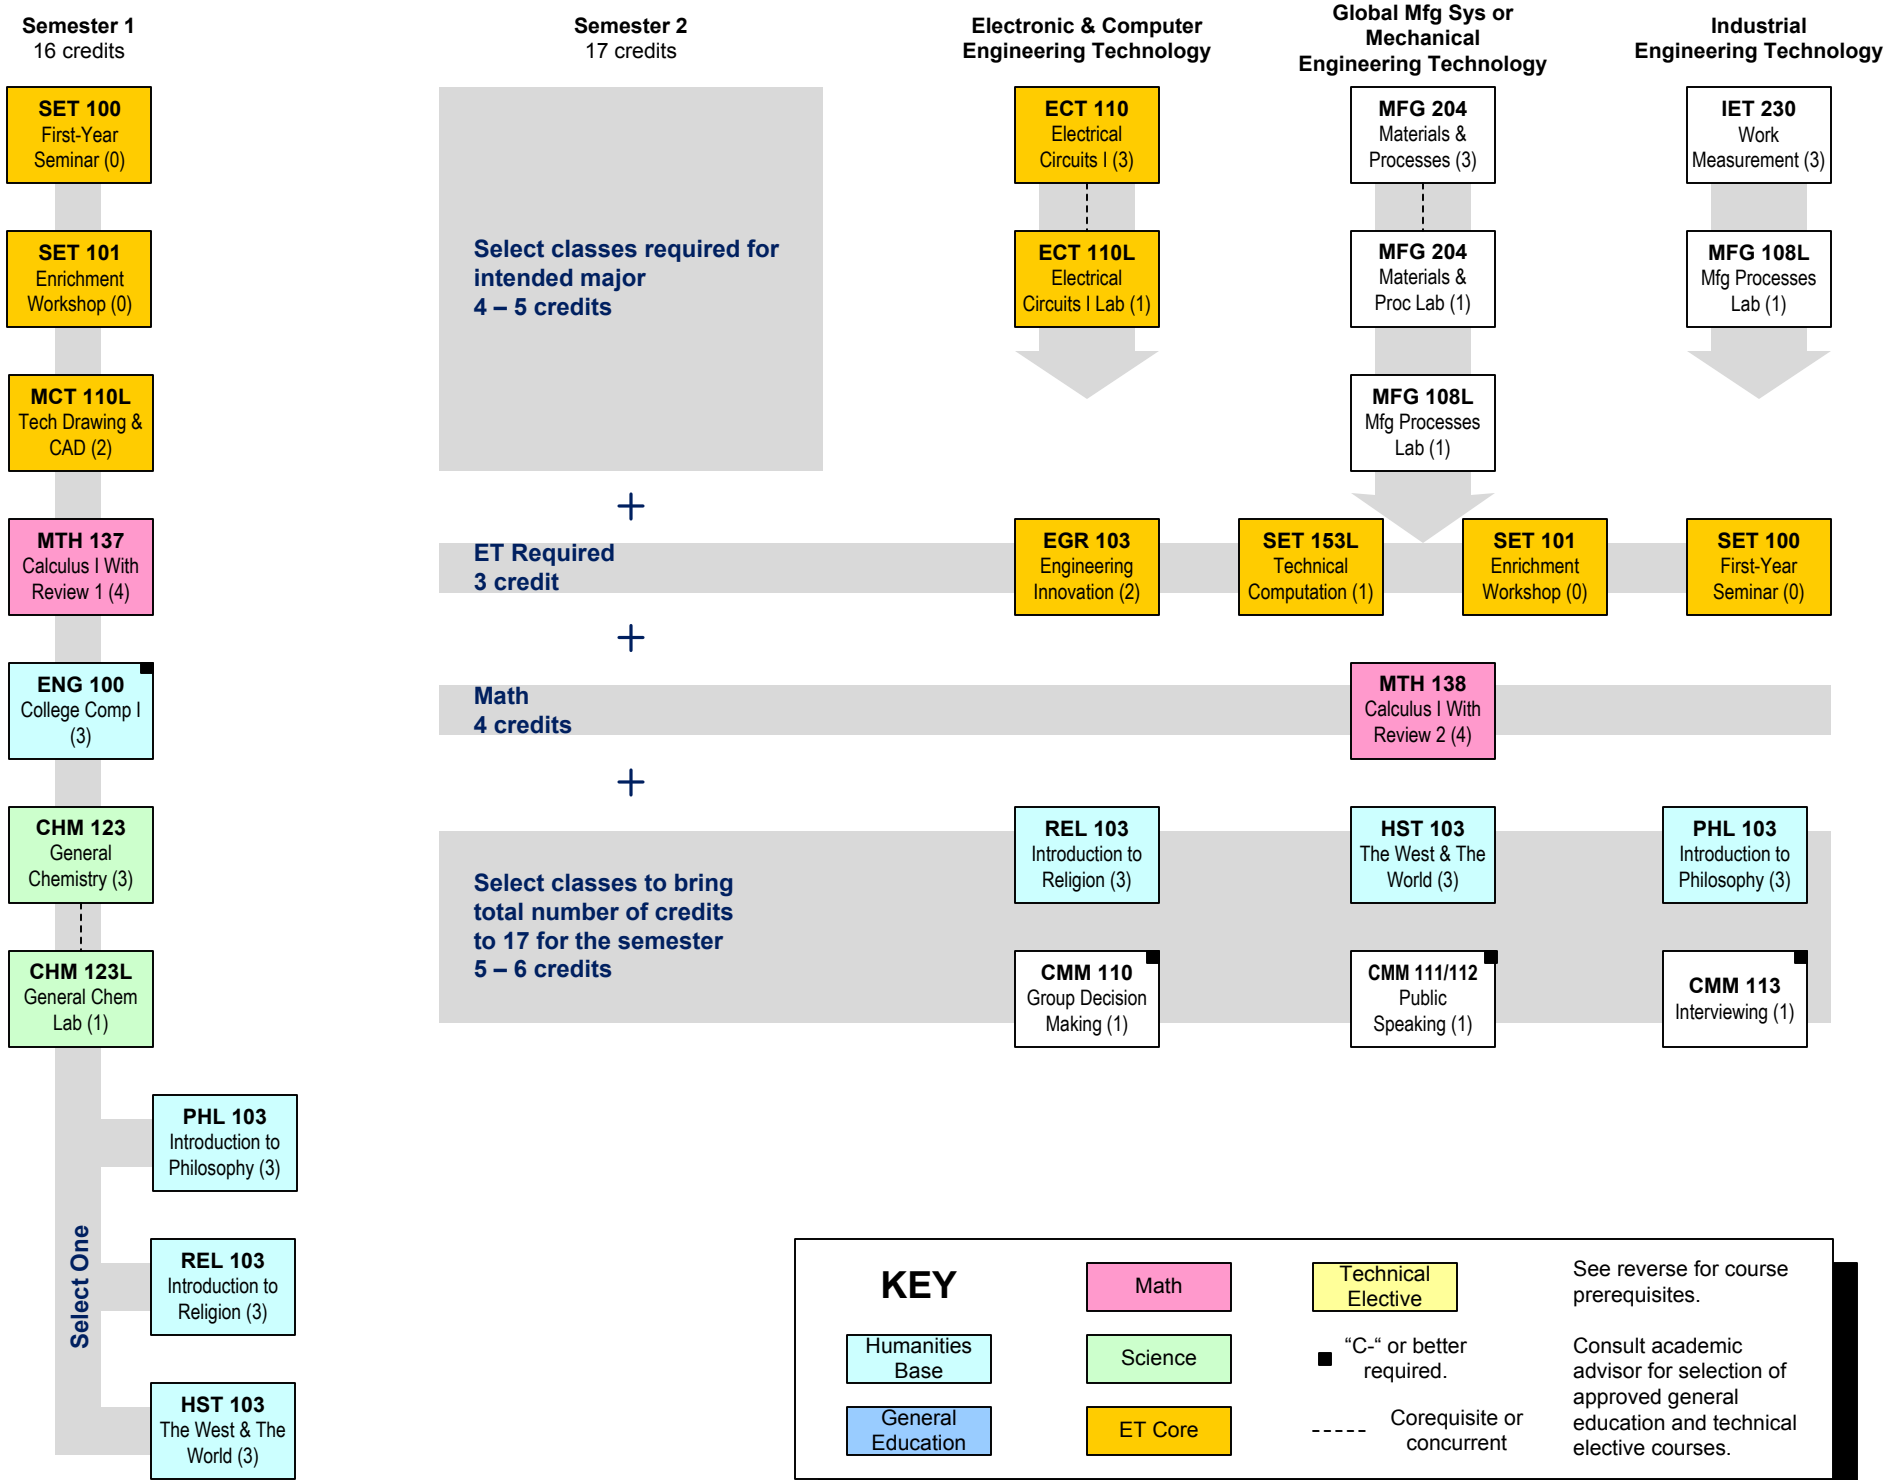 Semester 1
16 credits
Semester 2
17 credits
Electronic & Computer
Engineering Technology
Global Mfg Sys or
Mechanical
Engineering Technology
Industrial
Engineering Technology
SET 100
First-Year
Seminar (0)
SET 101
Enrichment
Workshop (0)
MCT 110L
Tech Drawing &
CAD (2)
MTH 137
Calculus I With
Review 1 (4)
ENG 100
College Comp I
(3)
CHM 123
General
Chemistry (3)
CHM 123L
General Chem
Lab (1)
Select One
PHL 103
Introduction to
Philosophy (3)
REL 103
Introduction to
Religion (3)
HST 103
The West & The
World (3)
Select classes required for
intended major
4 – 5 credits
ECT 110
Electrical
Circuits I (3)
ECT 110L
Electrical
Circuits I Lab (1)
MFG 204
Materials &
Processes (3)
MFG 204
Materials &
Proc Lab (1)
MFG 108L
Mfg Processes
Lab (1)
IET 230
Work
Measurement (3)
MFG 108L
Mfg Processes
Lab (1)
+
ET Required
3 credit
EGR 103
Engineering
Innovation (2)
SET 153L
Technical
Computation (1)
SET 101
Enrichment
Workshop (0)
SET 100
First-Year
Seminar (0)
+
Math
4 credits
MTH 138
Calculus I With
Review 2 (4)
+
Select classes to bring
total number of credits
to 17 for the semester
5 – 6 credits
REL 103
Introduction to
Religion (3)
HST 103
The West & The
World (3)
PHL 103
Introduction to
Philosophy (3)
CMM 110
Group Decision
Making (1)
CMM 111/112
Public
Speaking (1)
CMM 113
Interviewing (1)
KEY
Math
Technical
Elective
Humanities
Base
Science
“C-“ or better
required.
General
Education
ET Core
Corequisite or
concurrent
See reverse for course
prerequisites.
Consult academic
advisor for selection of
approved general
education and technical
elective courses.